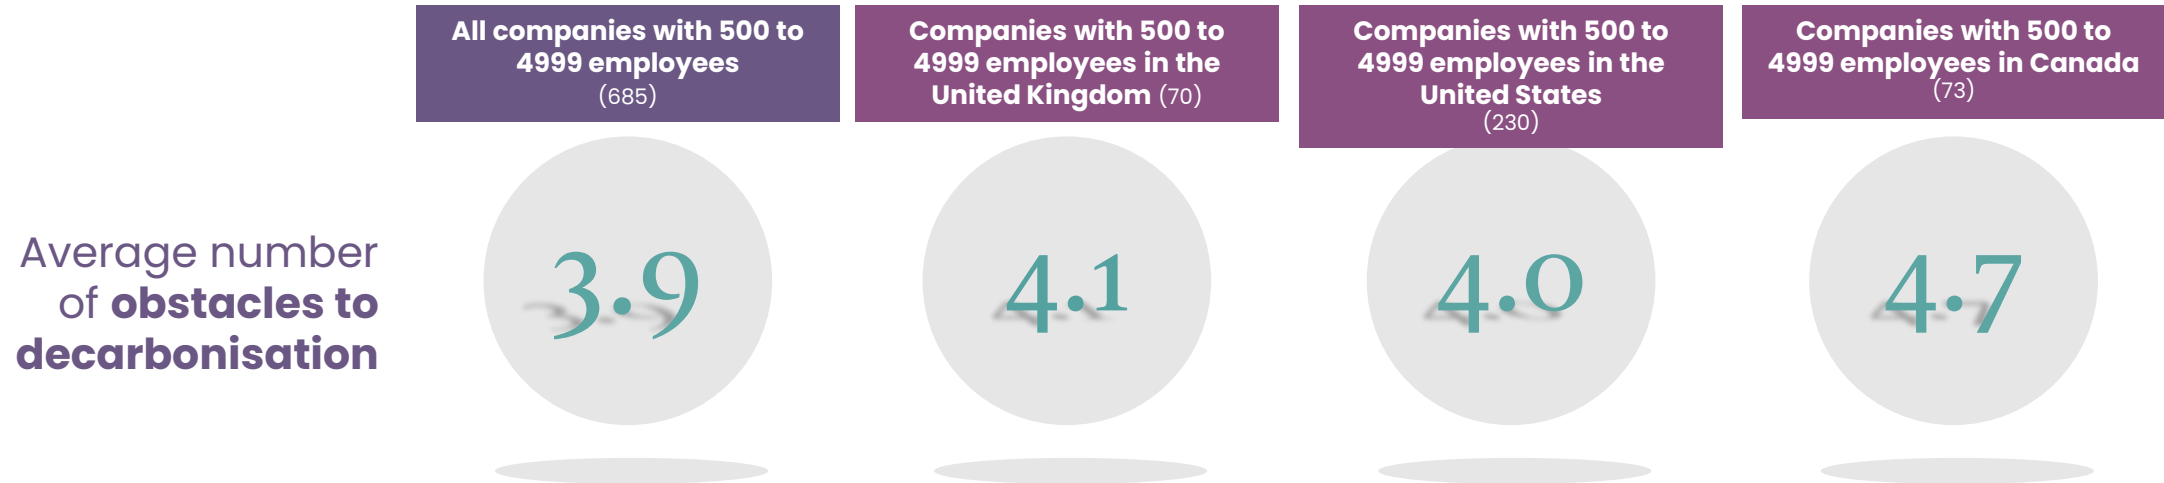 All companies with 500 to
4999 employees
(685)
Companies with 500 to
4999 employees in the
United Kingdom (70)
Companies with 500 to
4999 employees in the
United States
(230)
Companies with 500 to
4999 employees in Canada
(73)
Average number
of obstacles to
decarbonisation
3.9
4.1
4.0
4.7